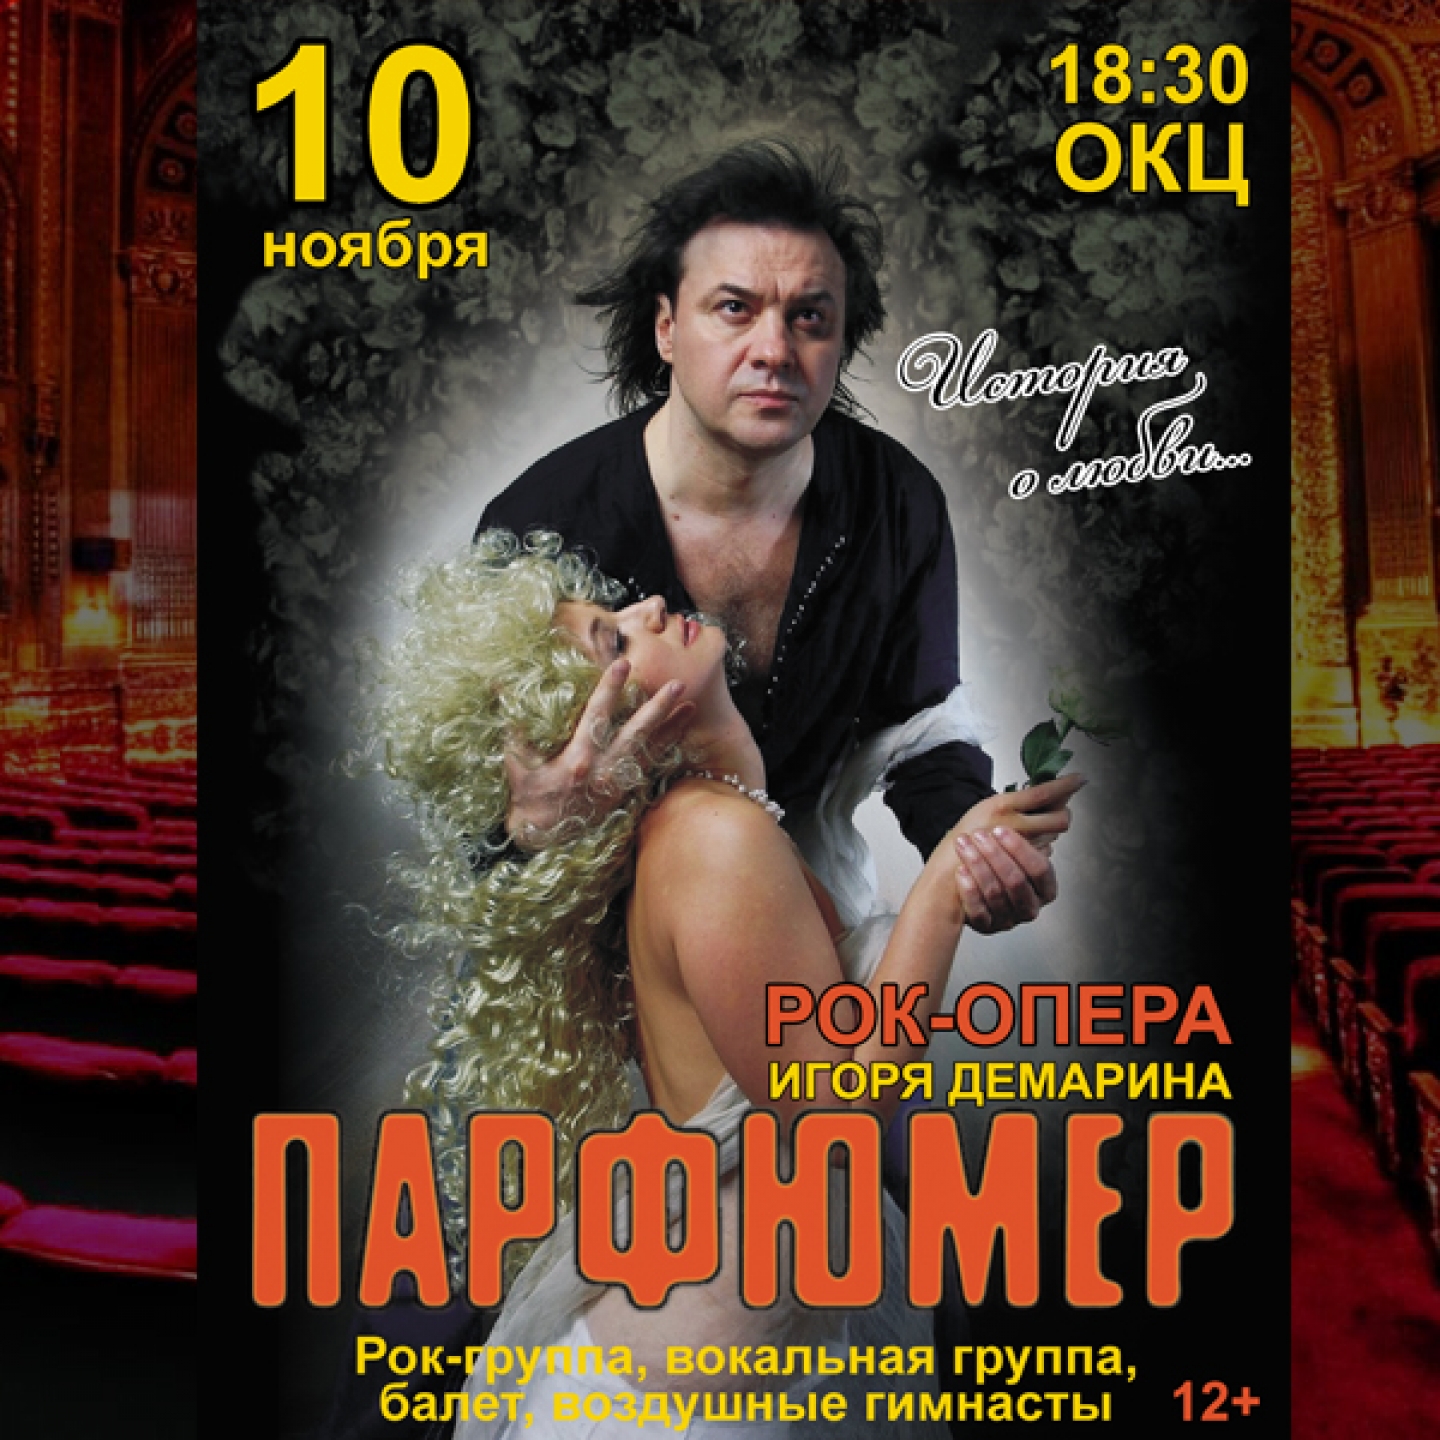 10
ноября
18:30
ОКЦ
История
о любви...
РОК-ОПЕРА
ИГОРЯ ДЕМАРИНА
ПАРФЮМЕР
Рок-группа, вокальная группа,
балет, воздушные гимнасты
12+